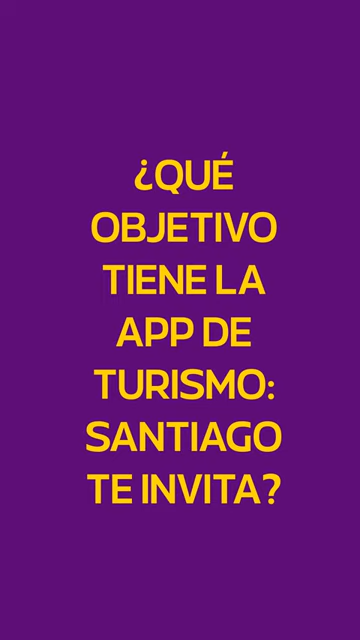 ¿QUÉ
OBJETIVO
TIENE LA
APP DE
TURISMO:
SANTIAGO
TE INVITA?